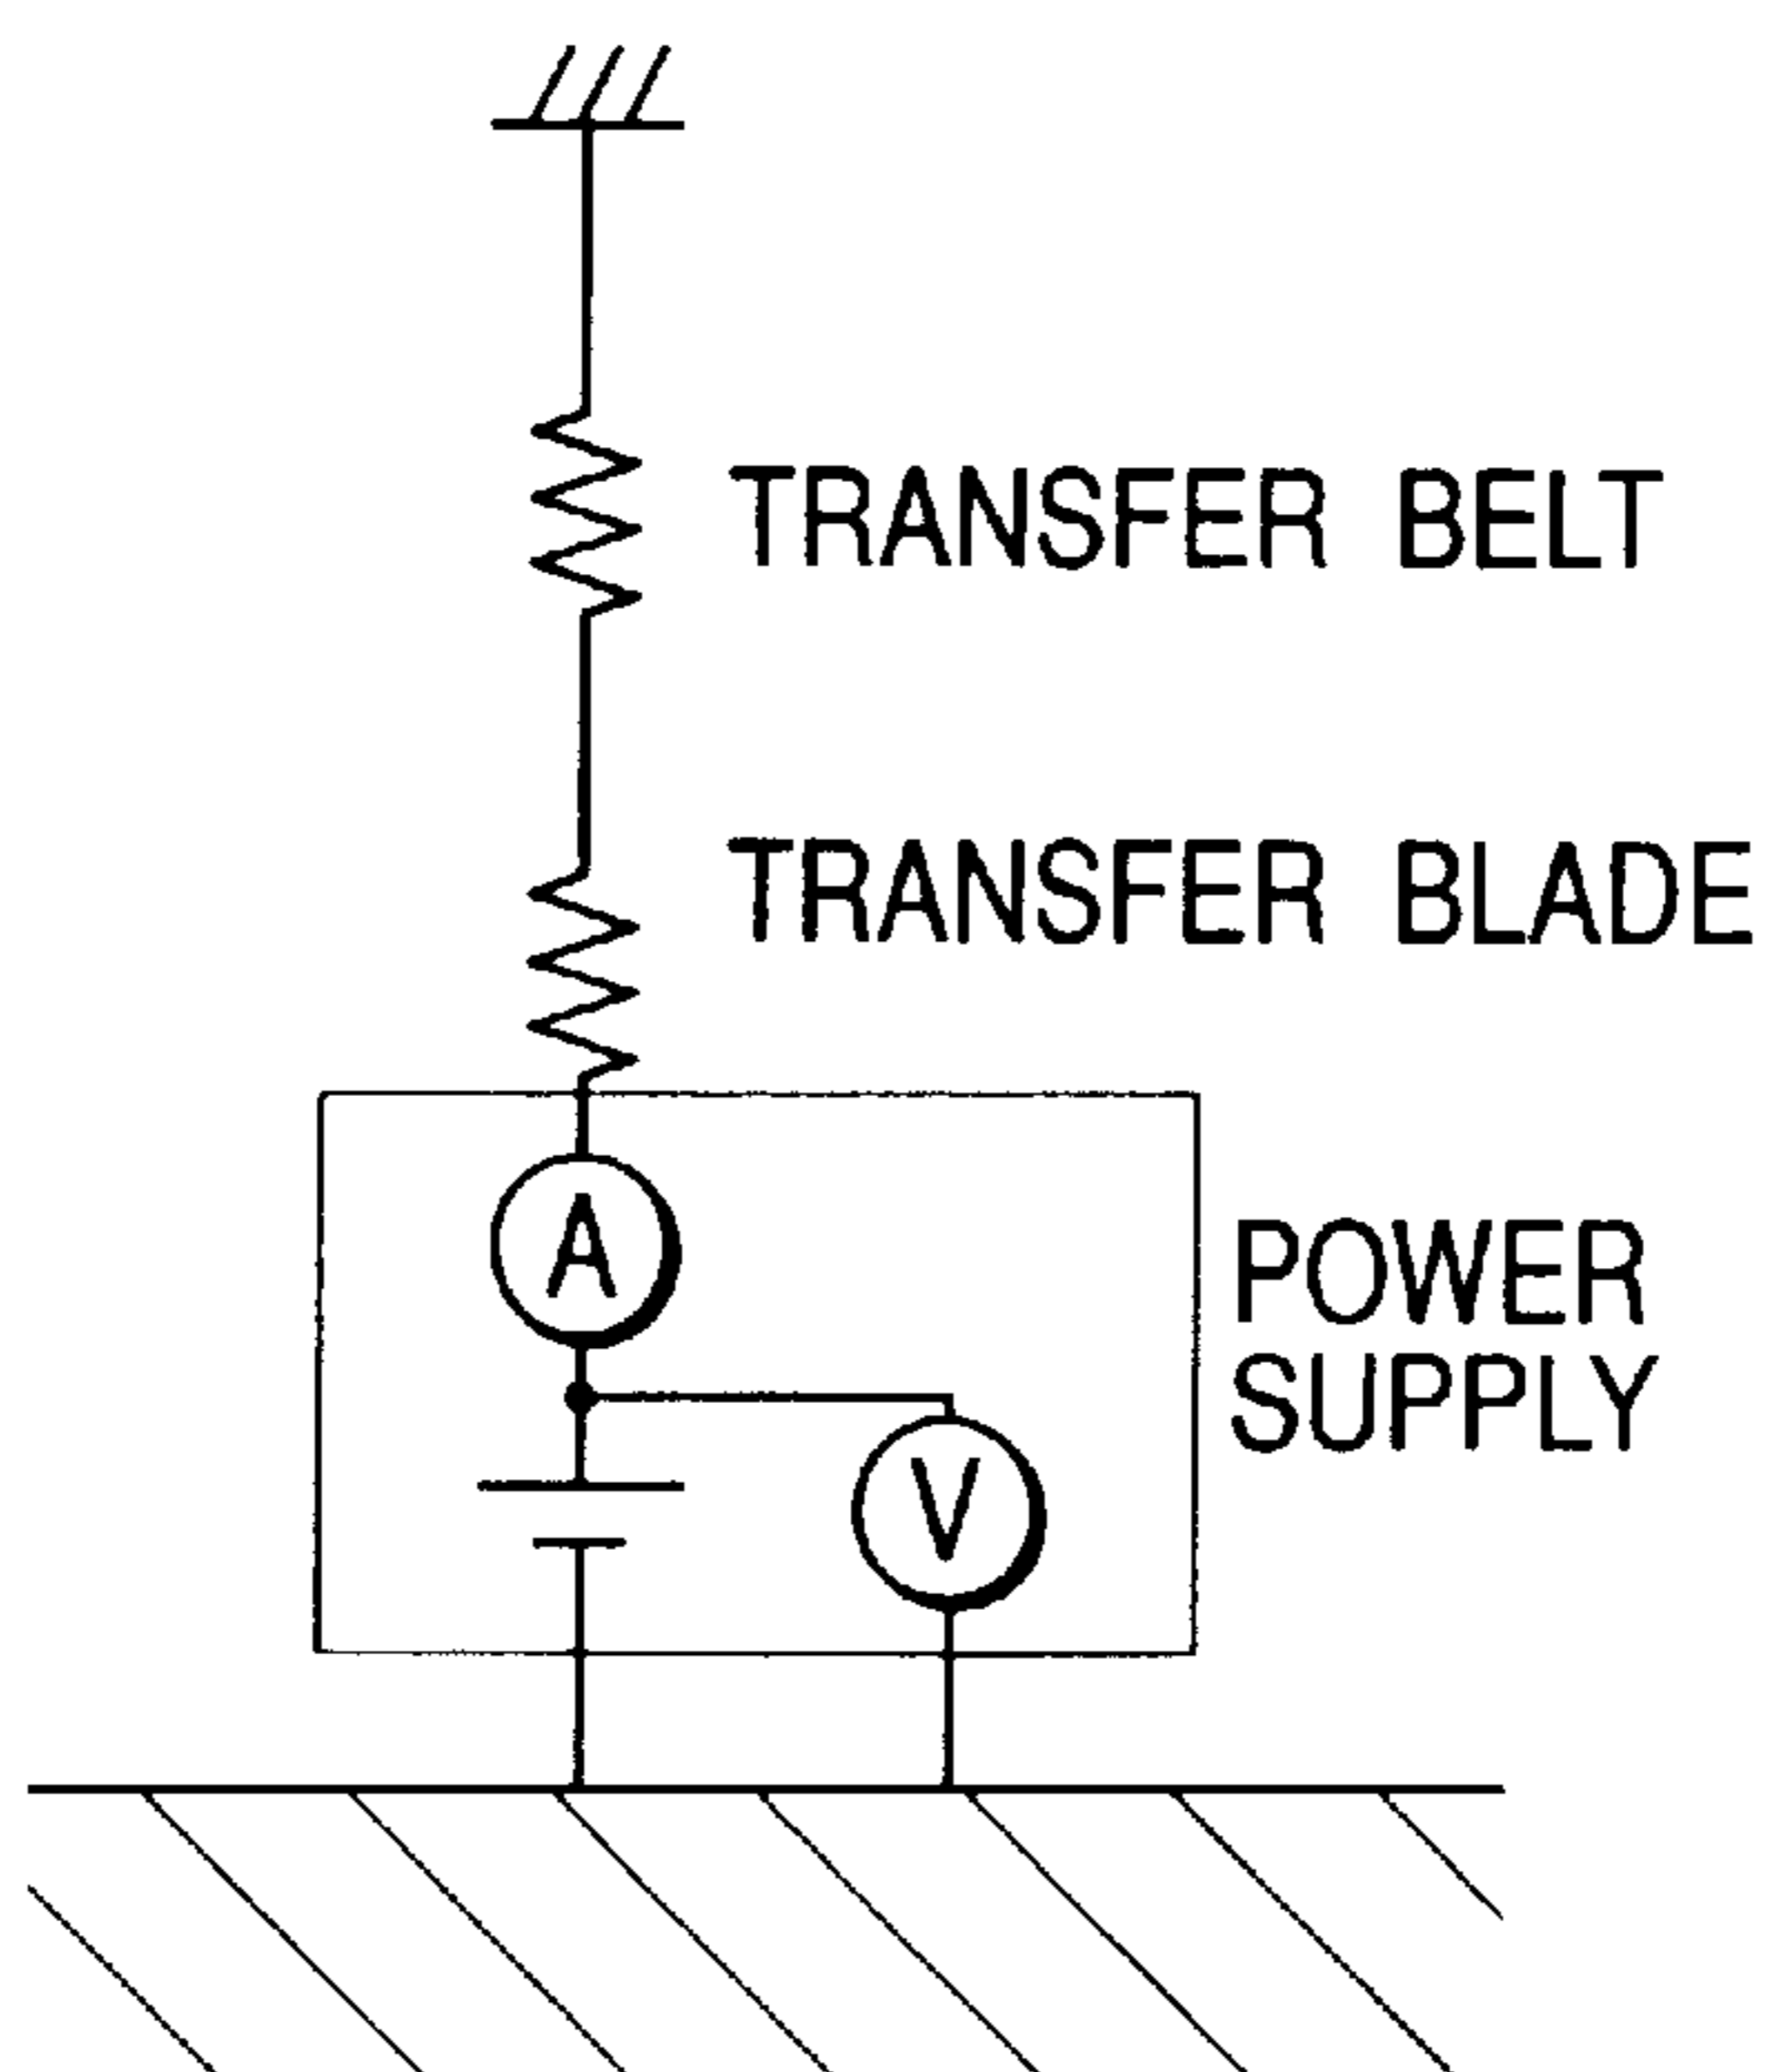 TRANSFER BELT
TRANSFER BLADE
A
POWER
SUPPLY
V